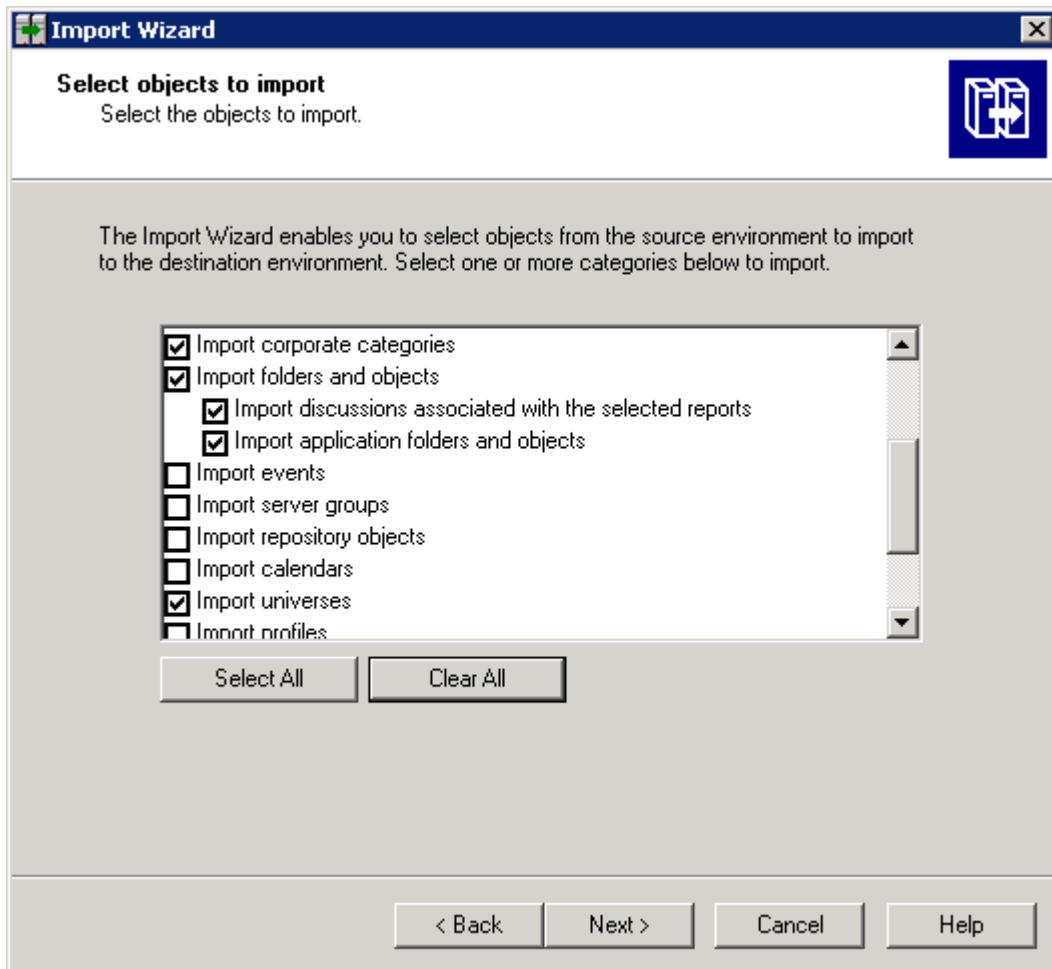 Import Wizard
Select objects to import
Select the objects to import.
The Import Wizard enables you to select objects from the source environment to import
to the destination environment. Select one or more categories below to import.
Import corporate categories
Import folders and objects
Import discussions associated with the selected reports
Import application folders and objects
Import events
Import server groups
Import repository objects
Import calendars
Import universes
Import profiles
Select All
Clear All
< Back
Next >
Cancel
Help